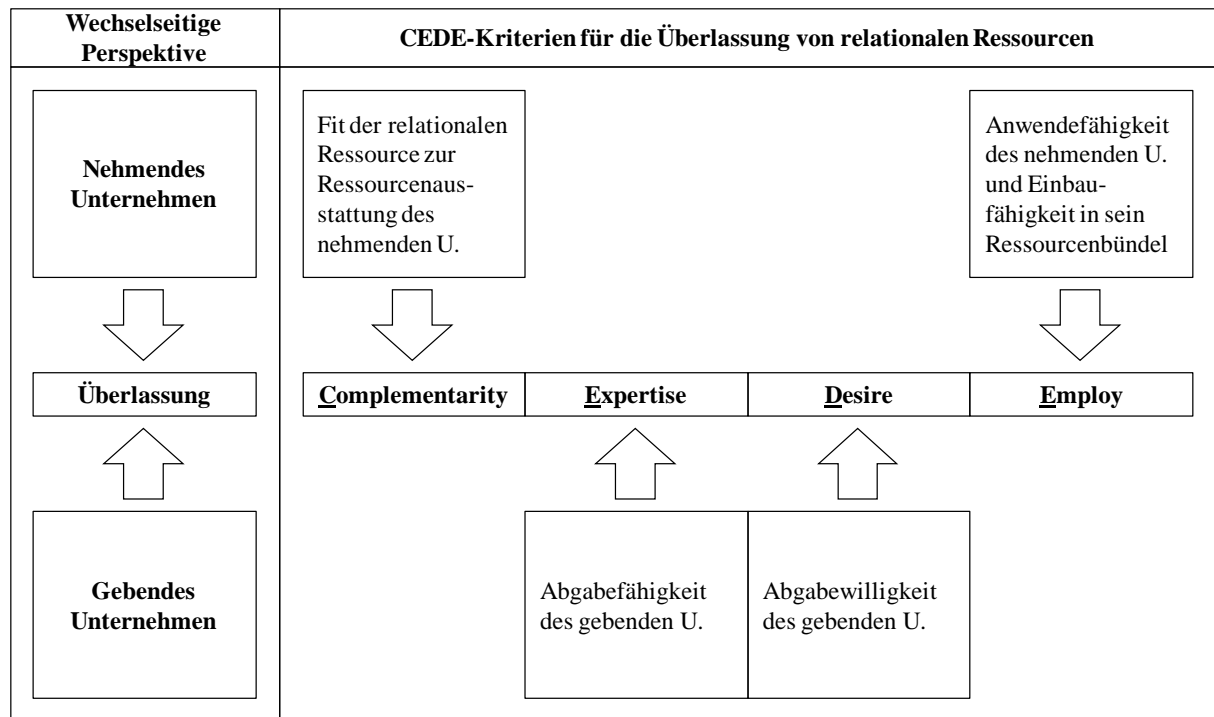 Wechselseitige
Perspektive
CEDE-Kriterien für die Überlassung von relationalen Ressourcen
Nehmendes
Unternehmen
Fit der relationalen
Ressource zur
Ressourcenaus-
stattung des
nehmenden U.
Anwendefähigkeit
des nehmenden U.
und Einbau-
fähigkeit in sein
Ressourcenbündel
Überlassung
Complementarity
Expertise
Desire
Employ
Gebendes
Unternehmen
Abgabefähigkeit
des gebenden U.
Abgabewilligkeit
des gebenden U.